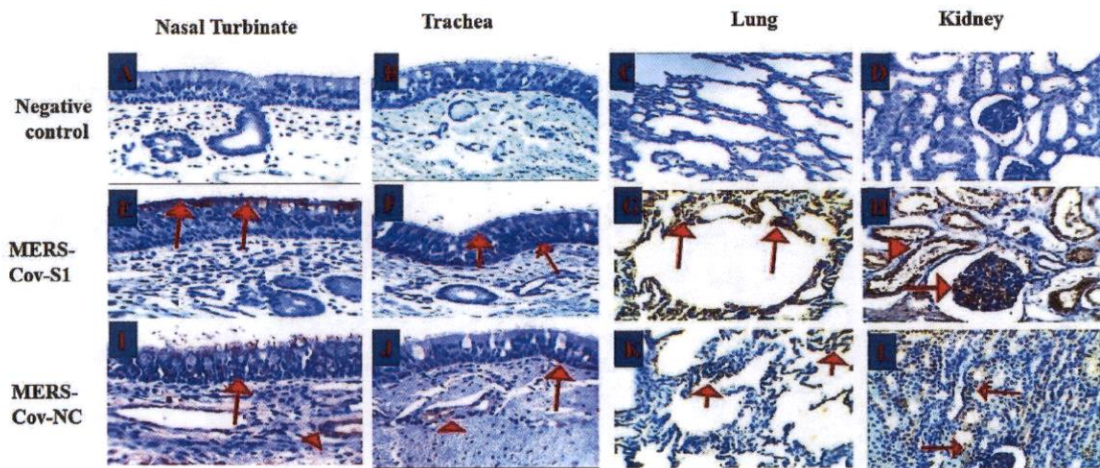 Nasal Turbinate Trachea Lung Kidney
Negative
control
A B C D
MERS-
Cov-S1
E F G H
MERS-
Cov-NC
I J K L